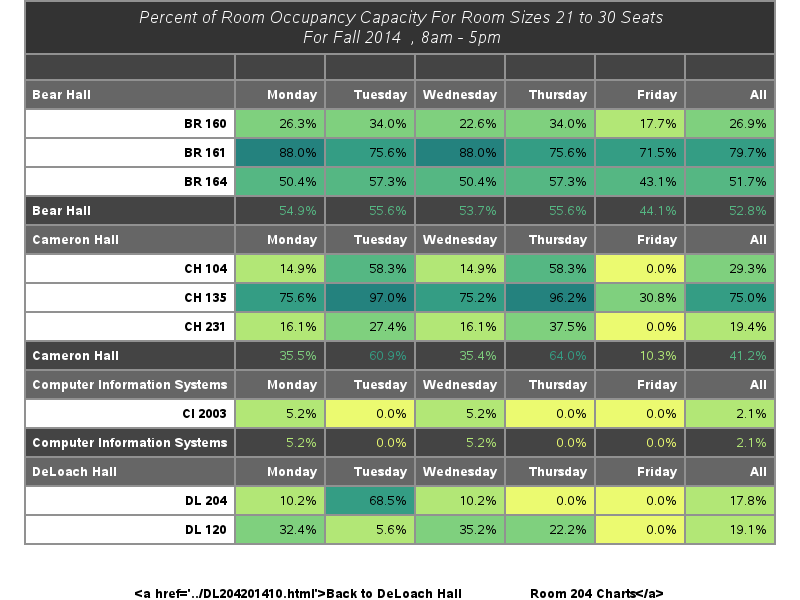 Percent of Room Occupancy Capacity For Room Sizes 21 to 30 Seats
For Fall 2014 , 8am - 5pm
Bear Hall Monday Tuesday Wednesday Thursday Friday All
BR 160 26.3% 34.0% 22.6% 34.0% 17.7% 26.9%
BR 161 88.0% 75.6% 88.0% 75.6% 71.5% 79.7%
BR 164 50.4% 57.3% 50.4% 57.3% 43.1% 51.7%
Bear Hall 54.9% 55.6% 53.7% 55.6% 44.1% 52.8%
Cameron Hall Monday Tuesday Wednesday Thursday Friday All
CH 104 14.9% 58.3% 14.9% 58.3% 0.0% 29.3%
CH 135 75.6% 97.0% 75.2% 96.2% 30.8% 75.0%
CH 231 16.1% 27.4% 16.1% 37.5% 0.0% 19.4%
Cameron Hall 35.5% 60.9% 35.4% 64.0% 10.3% 41.2%
Computer Information Systems Monday Tuesday Wednesday Thursday Friday All
CI 2003 5.2% 0.0% 5.2% 0.0% 0.0% 2.1%
Computer Information Systems 5.2% 0.0% 5.2% 0.0% 0.0% 2.1%
DeLoach Hall Monday Tuesday Wednesday Thursday Friday All
DL 204 10.2% 68.5% 10.2% 0.0% 0.0% 17.8%
DL 120 32.4% 5.6% 35.2% 22.2% 0.0% 19.1%
<a href='../DL204201410.html'>Back to DeLoach Hall Room 204 Charts</a>